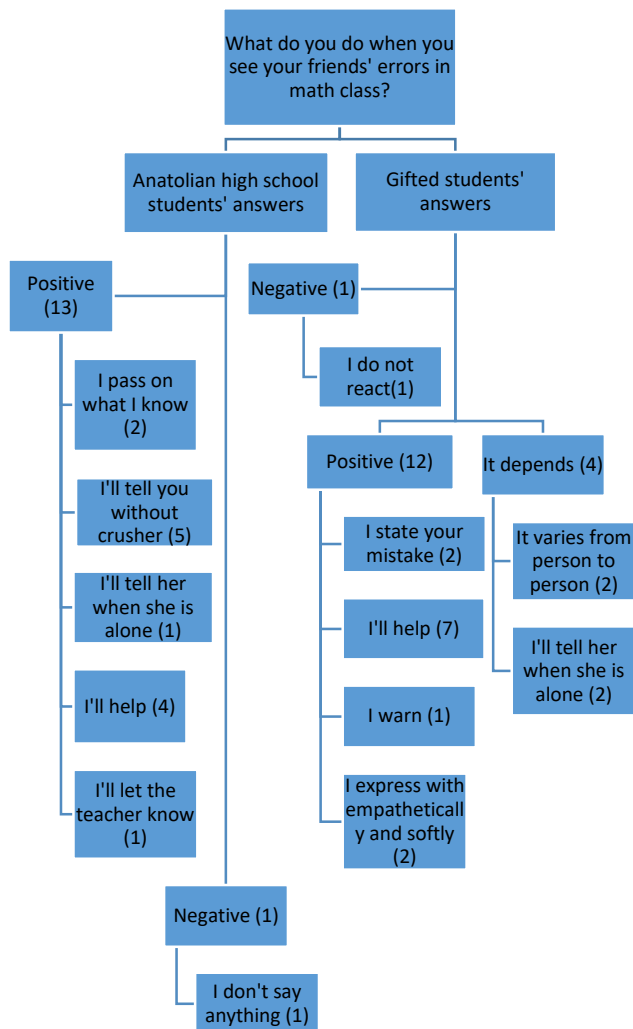 What do you do when you
see your friends' errors in
math class?
Anatolian high school
students' answers
Gifted students'
answers
Positive
(13)
I pass on
what I know
(2)
I'll tell you
without
crusher (5)
I'll tell her
when she is
alone (1)
I'll help (4)
I'll let the
teacher know
(1)
Negative (1)
I don't say
anything (1)
Negative (1)
I do not
react(1)
Positive (12)
I state your
mistake (2)
I'll help (7)
I warn (1)
I express with
empatheticall
y and softly
(2)
It depends (4)
It varies from
person to
person (2)
I'll tell her
when she is
alone (2)